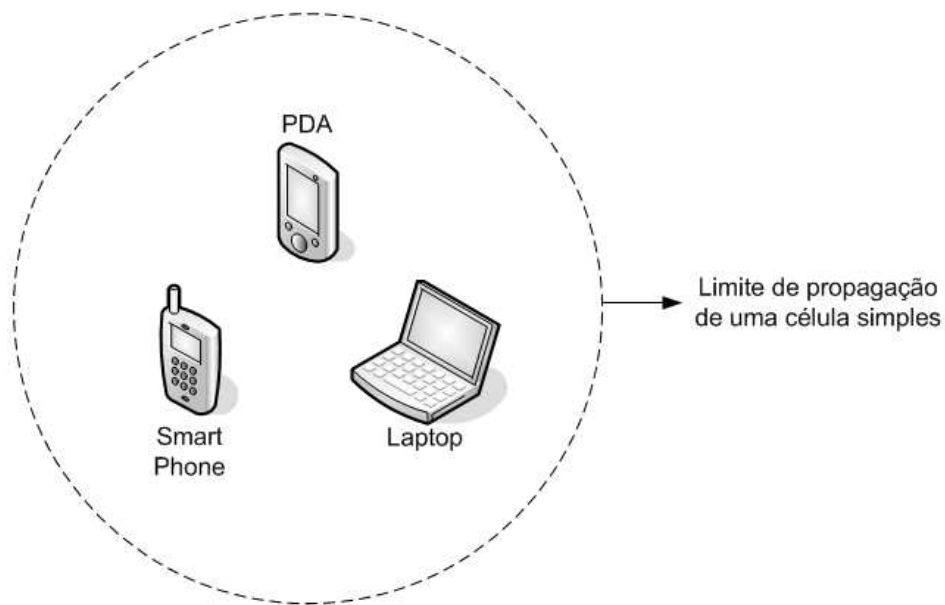 PDA
Limite de propagação
de uma célula simples
Smart
Phone
Laptop